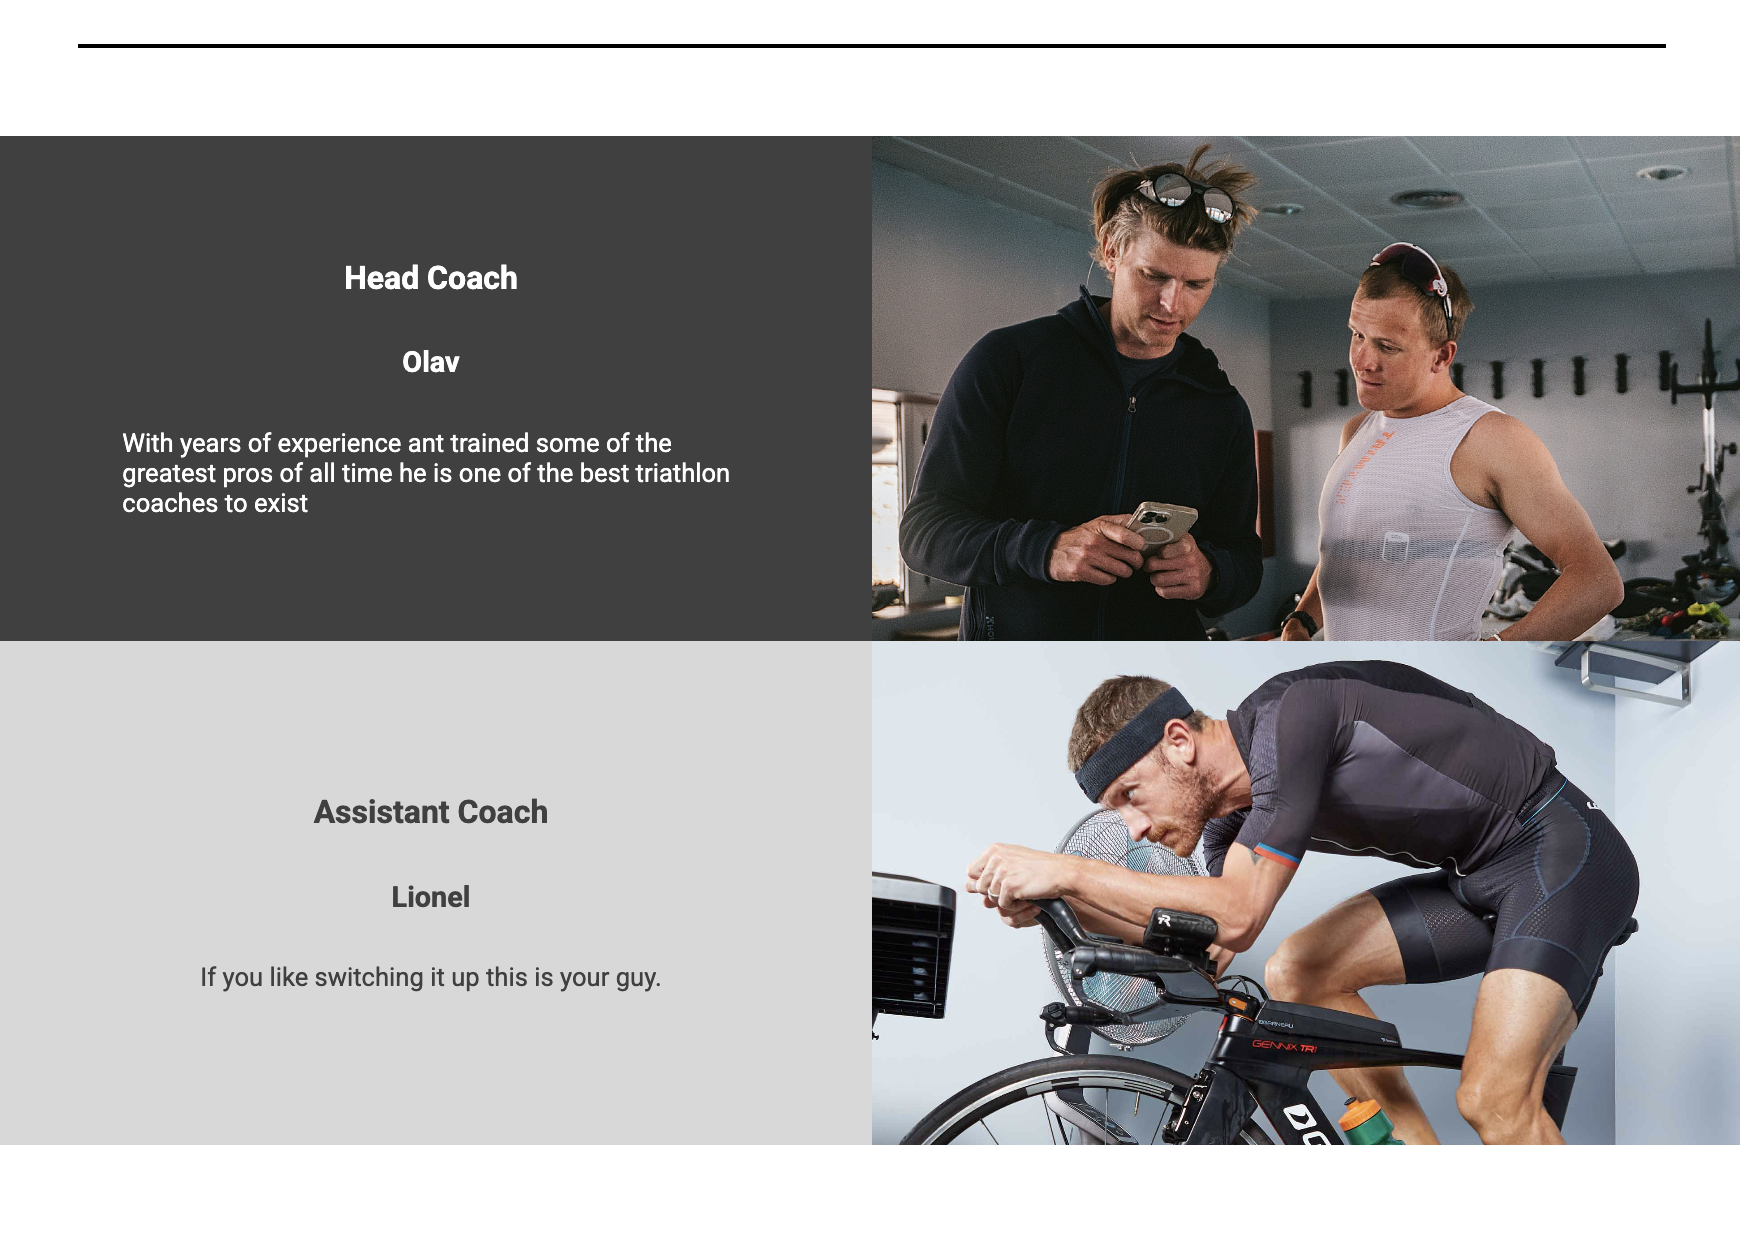 Head Coach
Olav
With years of experience ant trained some of the
greatest pros of all time he is one of the best triathlon
coaches to exist
Assistant Coach
Lionel
If you like switching it up this is your guy.
R
GARNEAU
GENNIX TR1